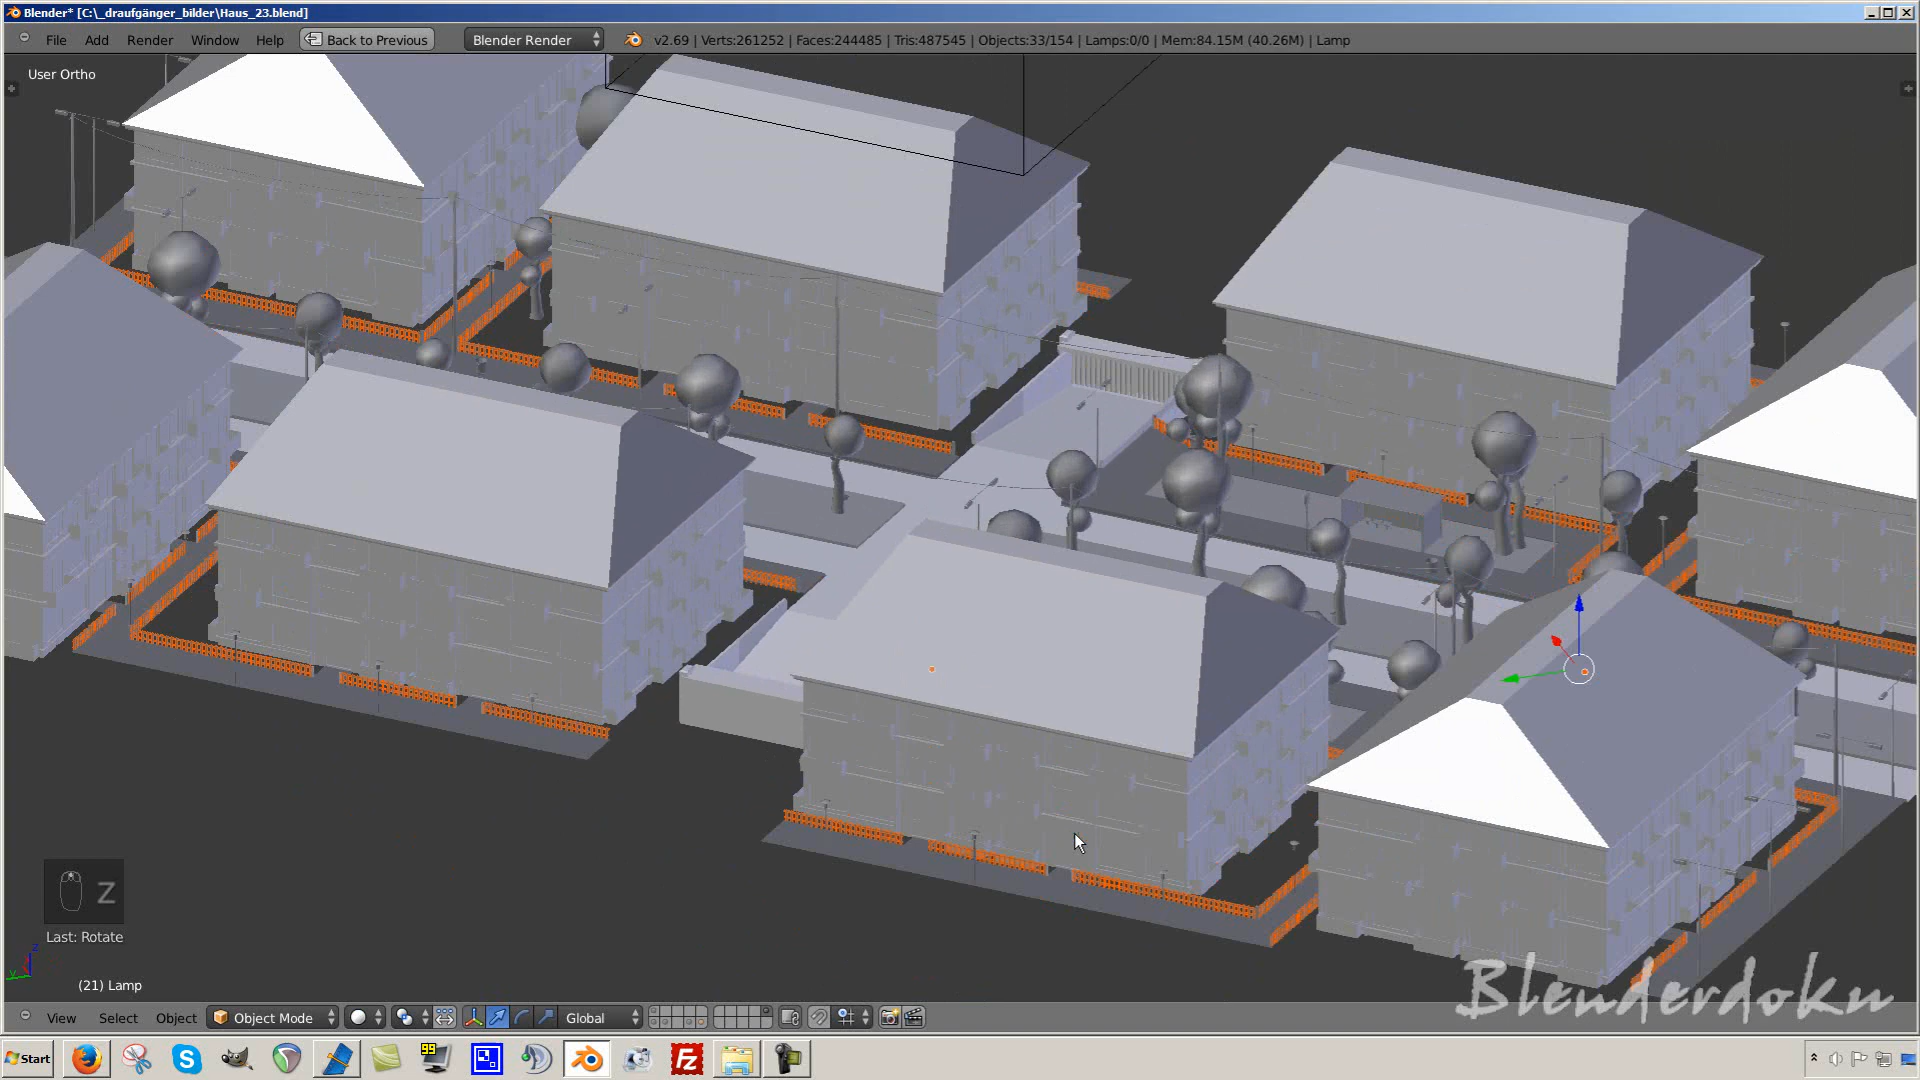 Blender* [C:\_draufgänger_bilder\Haus_23.blend]
File Add Render Window Help Back to Previous Blender Render v2.69 | Verts:261252 | Faces:244485 | Tris:487545 | Objects:33/154 | Lamps:0/0 | Mem:84.15M (40.26M) | Lamp
User Ortho
Z
Last: Rotate
z
y
(21) Lamp
Blenderdoku
View Select Object Object Mode Global
Start
S
99
Fz